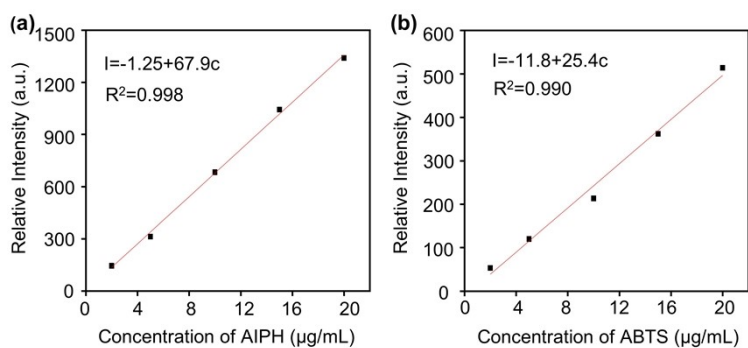 (a)
I=-1.25+67.9c
R²=0.998
Relative Intensity (a.u.)
1500
1200
900
600
300
0
0 4 8 12 16 20
Concentration of AIPH (μg/mL)
(b)
I=-11.8+25.4c
R²=0.990
Relative Intensity (a.u.)
600
500
400
300
200
100
0
0 4 8 12 16 20
Concentration of ABTS (μg/mL)